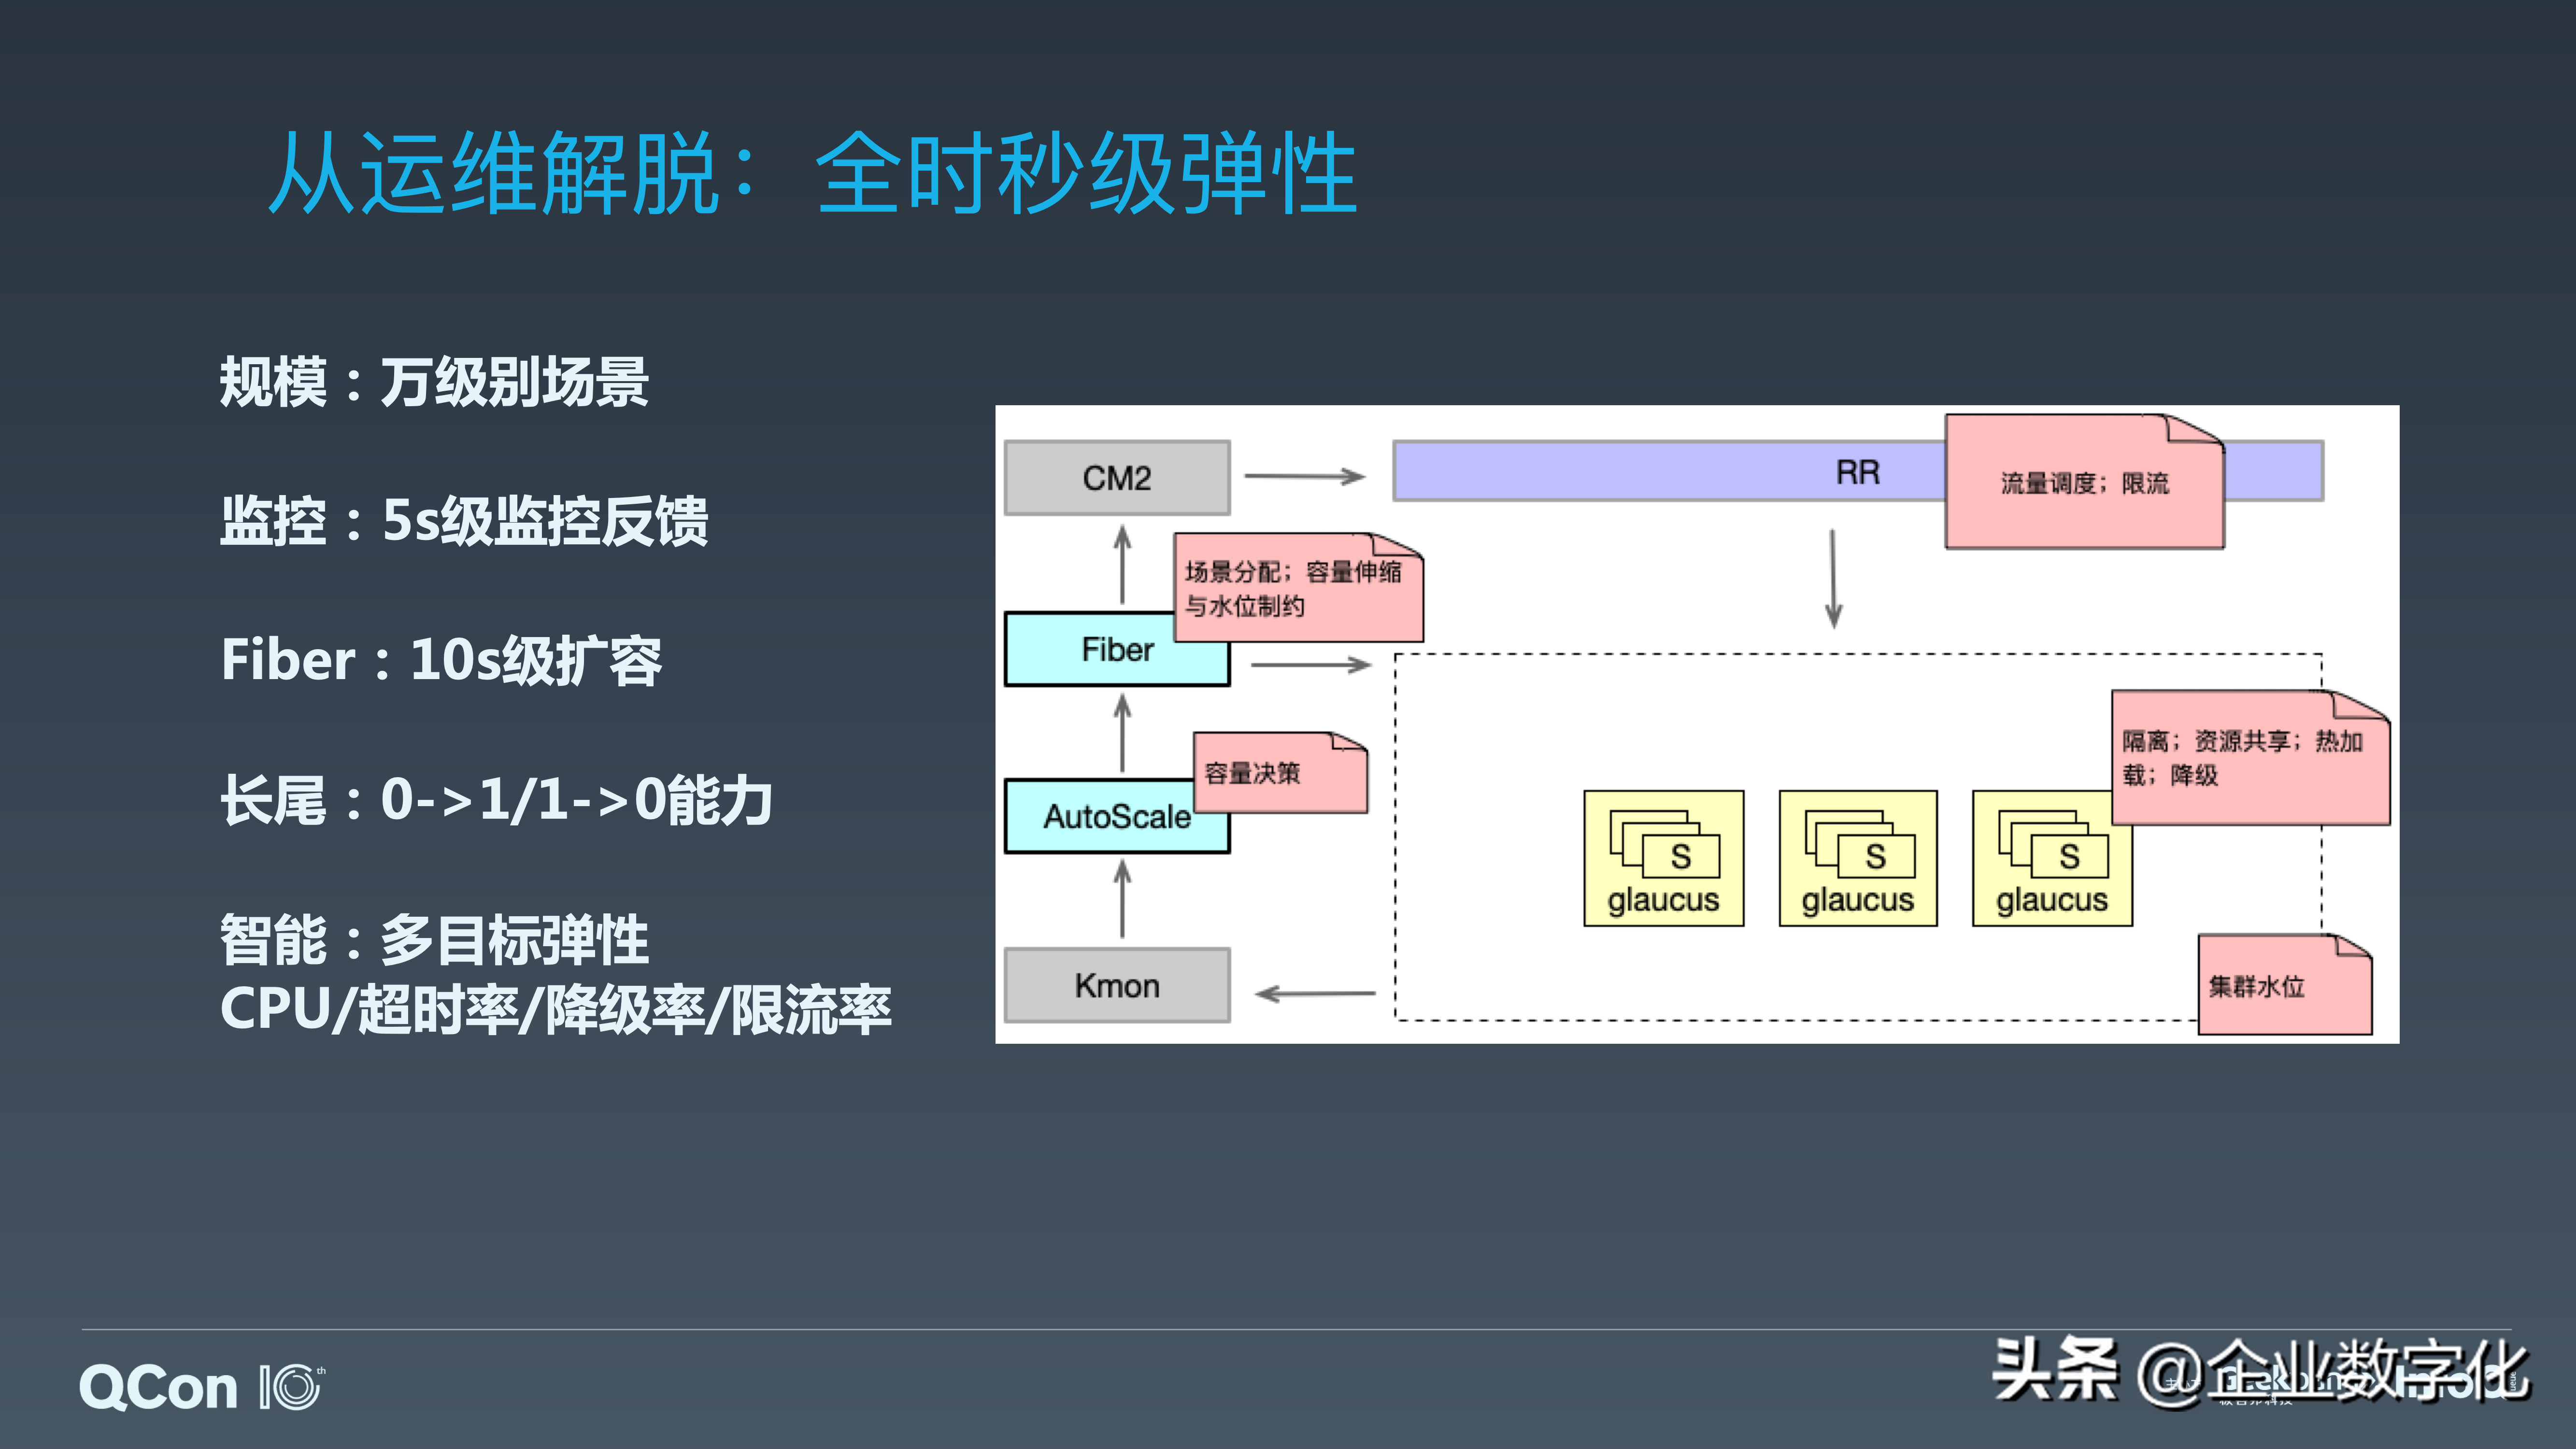 从运维解脱：全时秒级弹性
规模：万级别场景
监控：5s级监控反馈
Fiber：10s级扩容
长尾：0->1/1->0能力
智能：多目标弹性
CPU/超时率/降级率/限流率
CM2
RR
流量调度；限流
场景分配；容量伸缩
与水位制约
Fiber
隔离；资源共享；热加
载；降级
容量决策
AutoScale
S
glaucus
S
glaucus
S
glaucus
Kmon
集群水位
QCon 10th
头条 @企业数字化